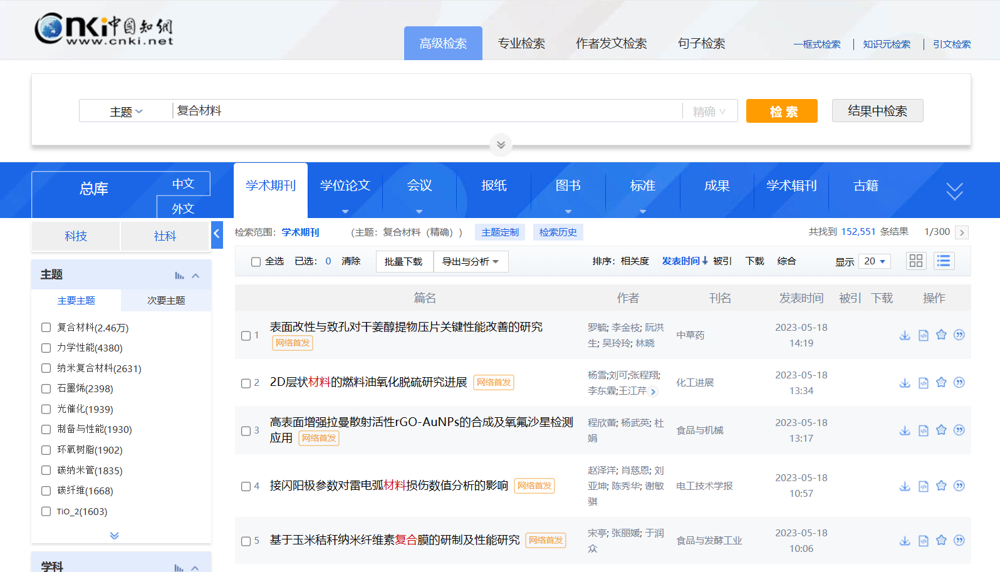 CNKI中国知網
www.cnki.net
高级检索 专业检索 作者发文检索 句子检索 一框式检索 知识元检索 引文检索
主题 复合材料 精确 检 索 结果中检索
总库 中文 外文 学术期刊 学位论文 会议 报纸 图书 标准 成果 学术辑刊 古籍
科技 社科
检索范围: 学术期刊 (主题: 复合材料 (精确) ) 主题定制 检索历史 共找到 152,551 条结果 1/300
全选 已选: 0 清除 批量下载 导出与分析 排序: 相关度 发表时间 被引 下载 综合 显示 20
主题
主要主题 次要主题
复合材料(2.46万)
力学性能(4380)
纳米复合材料(2631)
石墨烯(2398)
光催化(1939)
制备与性能(1930)
环氧树脂(1902)
碳纳米管(1835)
碳纤维(1668)
TiO_2(1603)
学科
篇名 作者 刊名 发表时间 被引 下载 操作
1 表面改性与致孔对干姜醇提物压片关键性能改善的研究
网络首发
罗毓; 李金枝; 阮洪
生; 吴玲玲; 林晓
中草药
2023-05-18
14:19
2 2D层状材料的燃料油氧化脱硫研究进展 网络首发
杨雪;刘可;张程翔;
李东霖;王江芹
化工进展
2023-05-18
13:34
3 高表面增强拉曼散射活性rGO-AuNPs的合成及氧氟沙星检测
应用 网络首发
程欣蕾; 杨武英; 杜
娟
食品与机械
2023-05-18
13:17
4 接闪阳极参数对雷电弧材料损伤数值分析的影响 网络首发
赵泽洋; 肖慈恩; 刘
亚坤; 陈秀华; 谢敏
骐
电工技术学报
2023-05-18
10:57
5 基于玉米秸秆纳米纤维素复合膜的研制及性能研究 网络首发
宋亭; 张丽媛; 于润
众
食品与发酵工业
2023-05-18
10:06